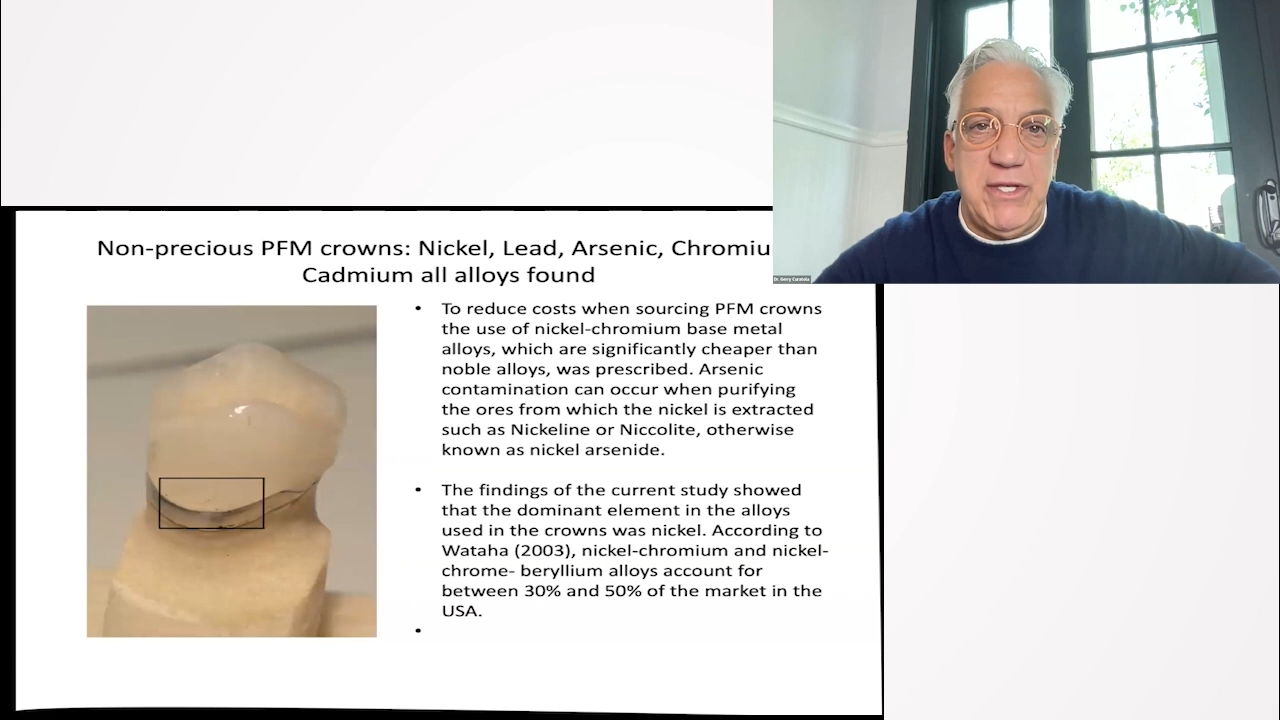 Non-precious PFM crowns: Nickel, Lead, Arsenic, Chromiu
Cadmium all alloys found
• To reduce costs when sourcing PFM crowns
the use of nickel-chromium base metal
alloys, which are significantly cheaper than
noble alloys, was prescribed. Arsenic
contamination can occur when purifying
the ores from which the nickel is extracted
such as Nickeline or Niccolite, otherwise
known as nickel arsenide.
• The findings of the current study showed
that the dominant element in the alloys
used in the crowns was nickel. According to
Wataha (2003), nickel-chromium and nickel-
chrome- beryllium alloys account for
between 30% and 50% of the market in the
USA.
•
Dr. Gerry Curatola